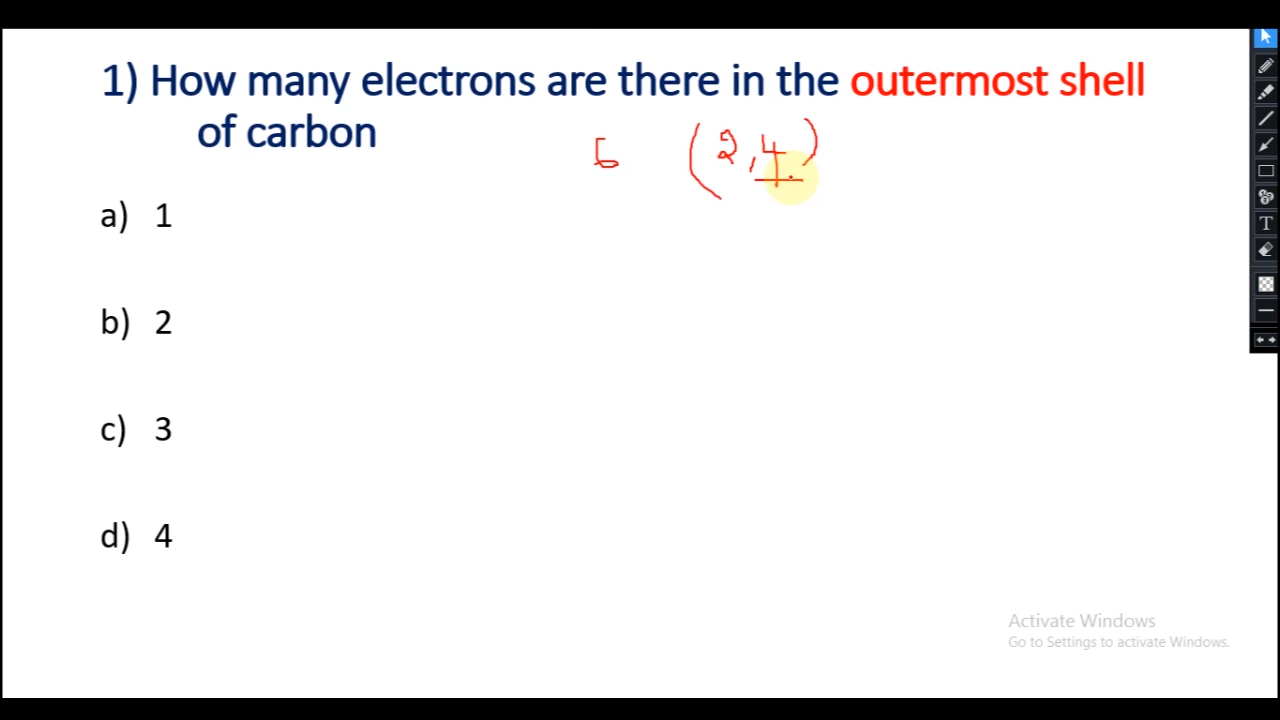 1) How many electrons are there in the outermost shell
of carbon
6 (2,4)
a) 1
b) 2
c) 3
d) 4
Activate Windows
Go to Settings to activate Windows.